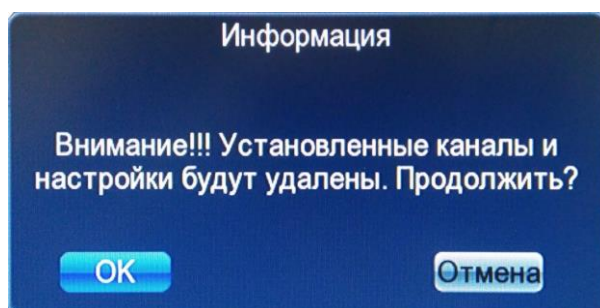 Информация
Внимание!!! Установленные каналы и
настройки будут удалены. Продолжить?
OK
Отмена